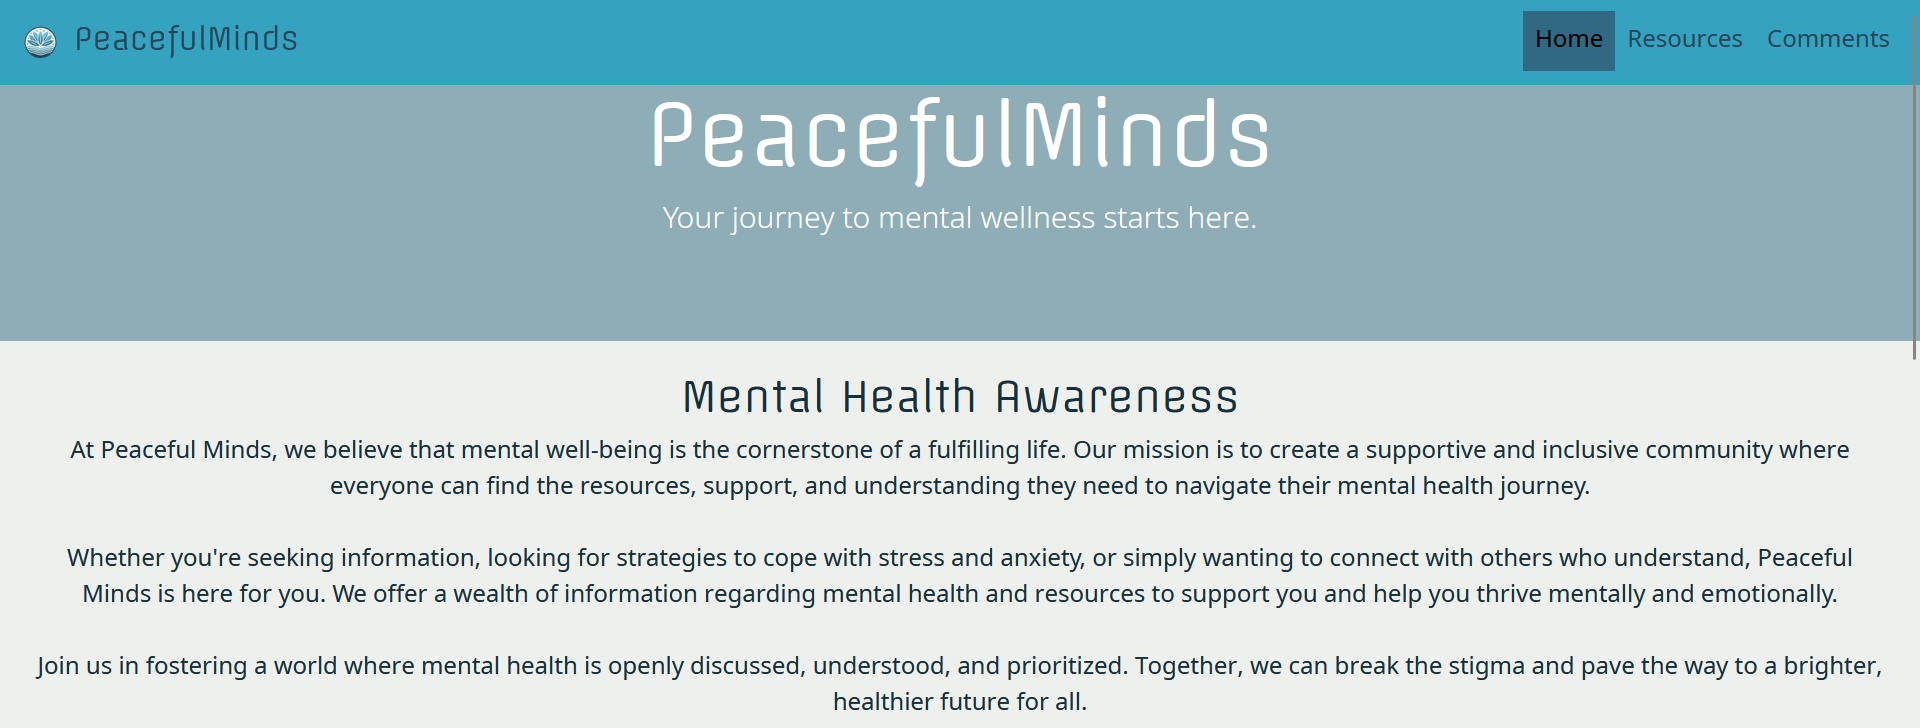 PeacefulMinds
Home Resources Comments
PeacefulMinds
Your journey to mental wellness starts here.
Mental Health Awareness
At Peaceful Minds, we believe that mental well-being is the cornerstone of a fulfilling life. Our mission is to create a supportive and inclusive community where
everyone can find the resources, support, and understanding they need to navigate their mental health journey.
Whether you're seeking information, looking for strategies to cope with stress and anxiety, or simply wanting to connect with others who understand, Peaceful
Minds is here for you. We offer a wealth of information regarding mental health and resources to support you and help you thrive mentally and emotionally.
Join us in fostering a world where mental health is openly discussed, understood, and prioritized. Together, we can break the stigma and pave the way to a brighter,
healthier future for all.